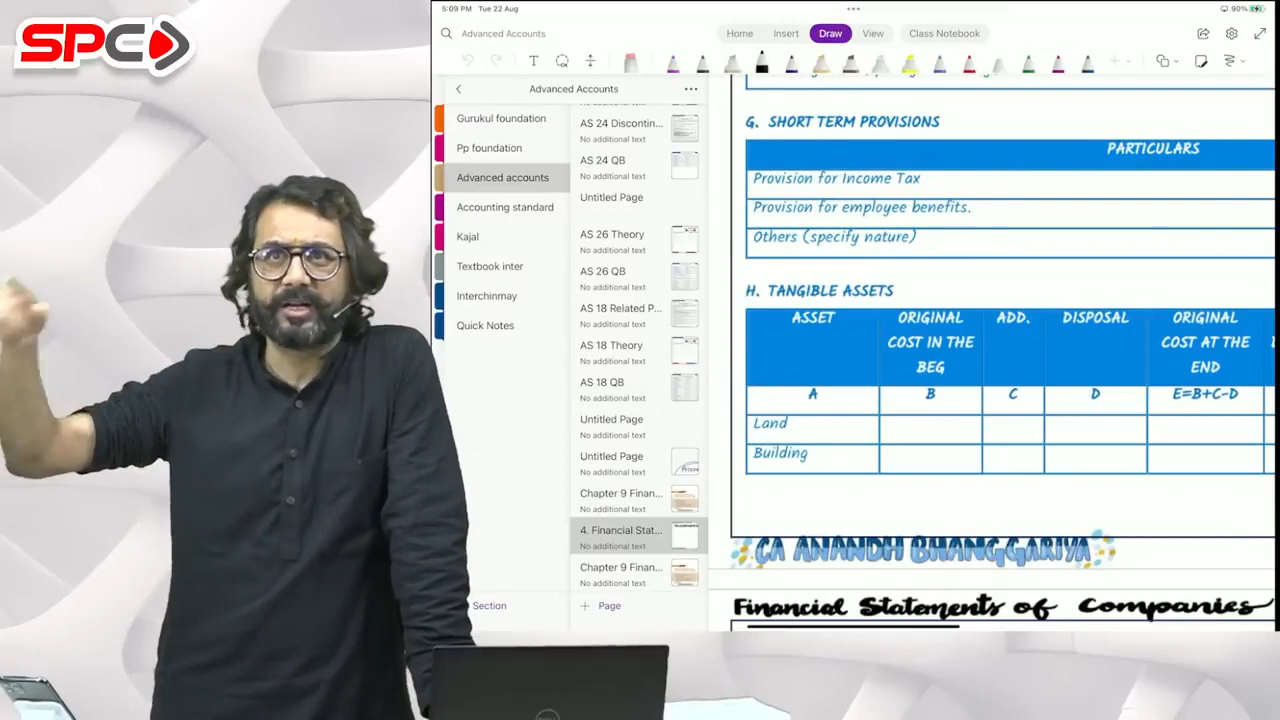 SPC
5:09 PM Tue 22 Aug
90%
Advanced Accounts
Home Insert Draw View Class Notebook
Advanced Accounts
Gurukul foundation
Pp foundation
Advanced accounts
Accounting standard
Kajal
Textbook inter
Interchinmay
Quick Notes
Section
AS 24 Discontin...
No additional text
AS 24 QB
No additional text
Untitled Page
AS 26 Theory
No additional text
AS 26 QB
No additional text
AS 18 Related P...
No additional text
AS 18 Theory
No additional text
AS 18 QB
No additional text
Untitled Page
No additional text
Untitled Page
No additional text
Chapter 9 Finan...
No additional text
4. Financial Stat...
No additional text
Chapter 9 Finan...
No additional text
Page
G. SHORT TERM PROVISIONS
PARTICULARS
Provision for Income Tax
Provision for employee benefits.
Others (specify nature)
H. TANGIBLE ASSETS
ASSET ORIGINAL COST IN THE BEG ADD. DISPOSAL ORIGINAL COST AT THE END
A B C D E=B+C-D
Land
Building
CA ANANDH BHANGGARIYA
Financial Statements of Companies
DELL